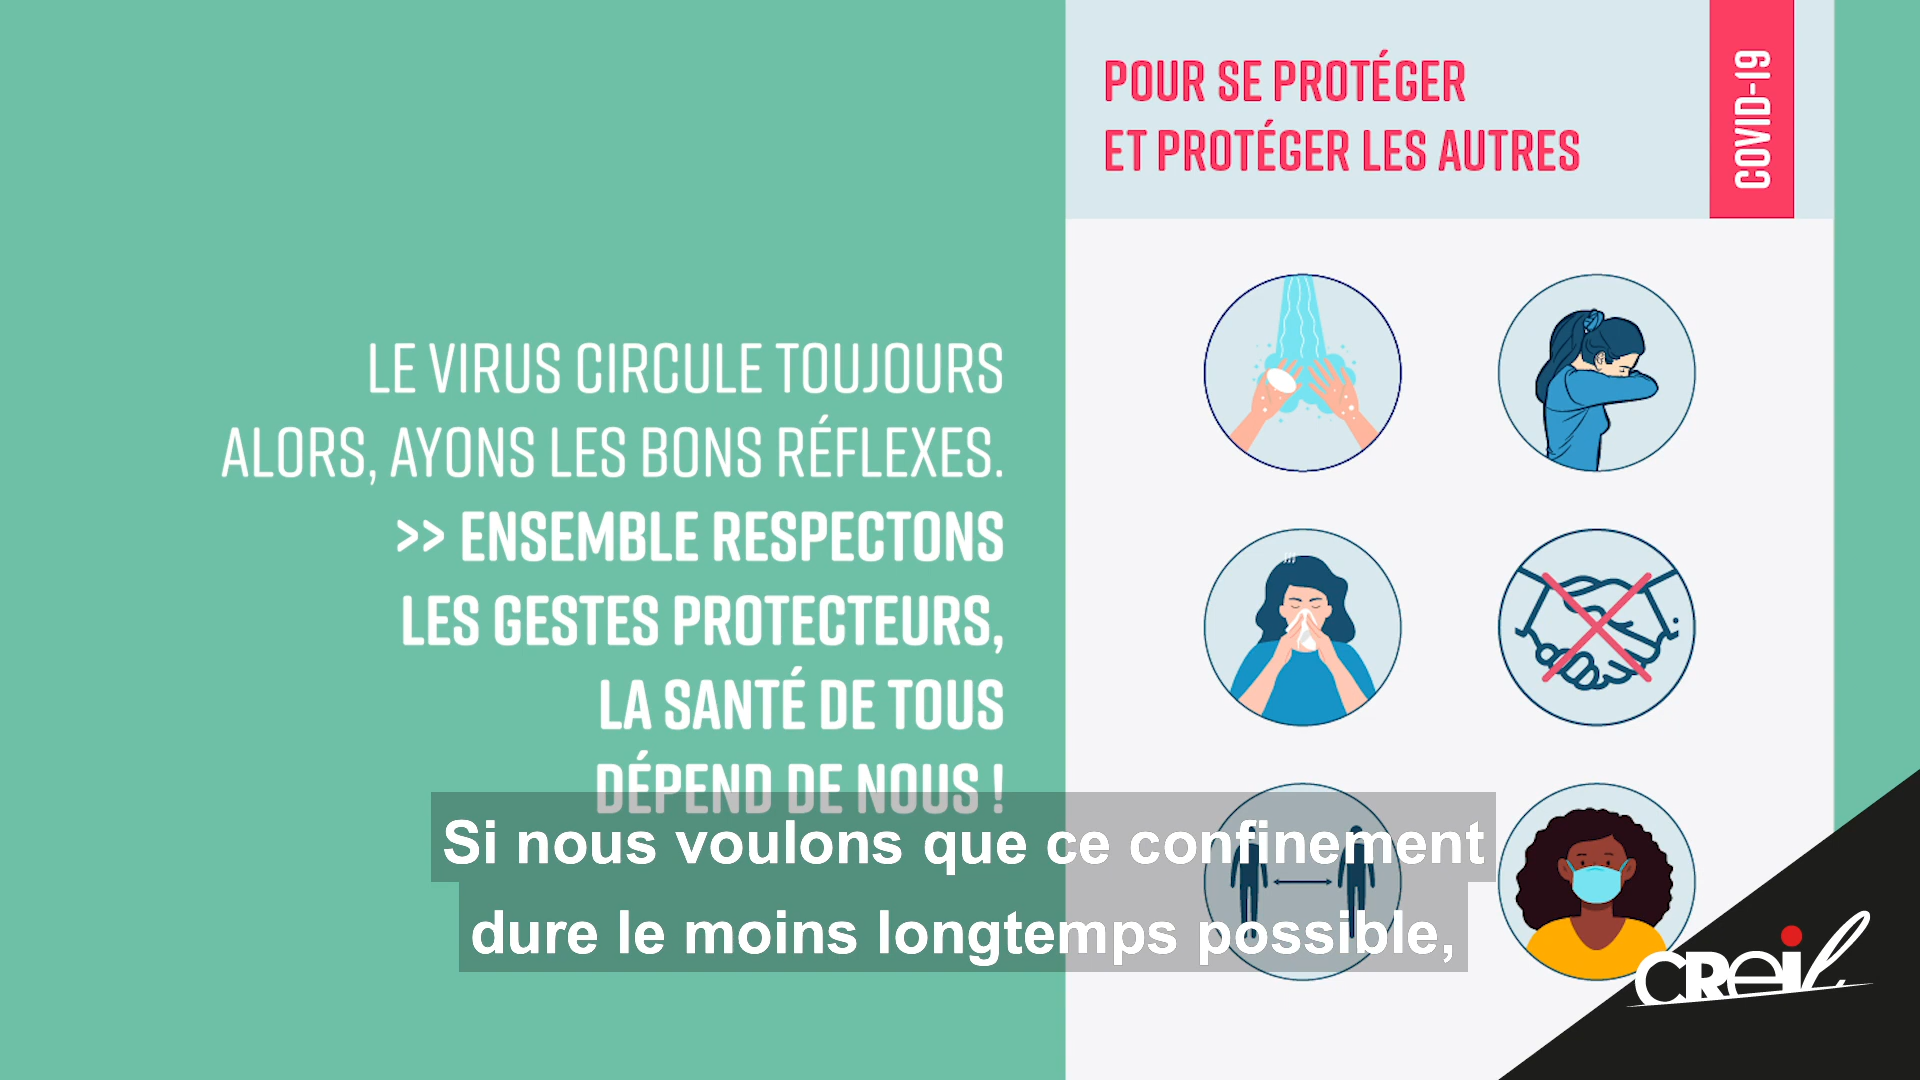 POUR SE PROTÉGER
ET PROTÉGER LES AUTRES
COVID-19
LE VIRUS CIRCULE TOUJOURS
ALORS, AYONS LES BONS RÉFLEXES.
>> ENSEMBLE RESPECTONS
LES GESTES PROTECTEURS,
LA SANTÉ DE TOUS
DÉPEND DE NOUS !
Si nous voulons que ce confinement
dure le moins longtemps possible,
CReil